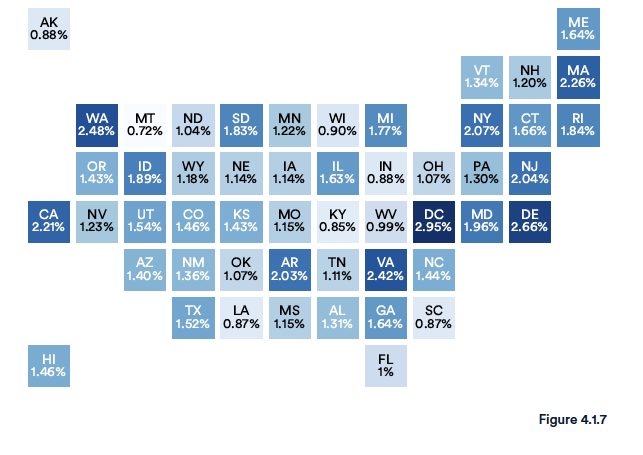 AK
0.88%
ME
1.64%
VT
1.34%
NH
1.20%
MA
2.26%
WA
2.48%
MT
0.72%
ND
1.04%
SD
1.83%
MN
1.22%
WI
0.90%
MI
1.77%
NY
2.07%
CT
1.66%
RI
1.84%
OR
1.43%
ID
1.89%
WY
1.18%
NE
1.14%
IA
1.14%
IL
1.63%
IN
0.88%
OH
1.07%
PA
1.30%
NJ
2.04%
CA
2.21%
NV
1.23%
UT
1.54%
CO
1.46%
KS
1.43%
MO
1.15%
KY
0.85%
WV
0.99%
DC
2.95%
MD
1.96%
DE
2.66%
AZ
1.40%
NM
1.36%
OK
1.07%
AR
2.03%
TN
1.11%
VA
2.42%
NC
1.44%
TX
1.52%
LA
0.87%
MS
1.15%
AL
1.31%
GA
1.64%
SC
0.87%
HI
1.46%
FL
1%
Figure 4.1.7